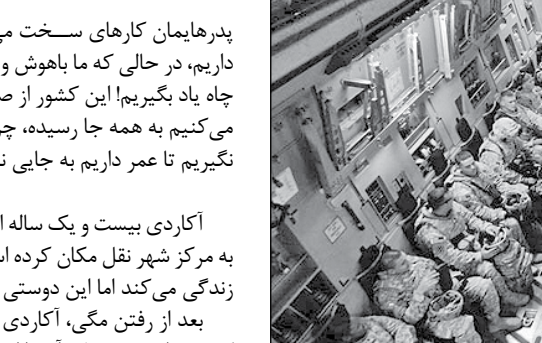 پدرهایمان کارهای سخت
داریم، در حالی که ما باهوش و
چاه یاد بگیریم! این کشور از
می‌کنیم به همه جا رسیده،
نگیریم تا عمر داریم به جایی
آکاردی بیست و یک ساله
به مرکز شهر نقل مکان کرده
زندگی می‌کند اما این دوستی
بعد از رفتن مگی، آکاردی